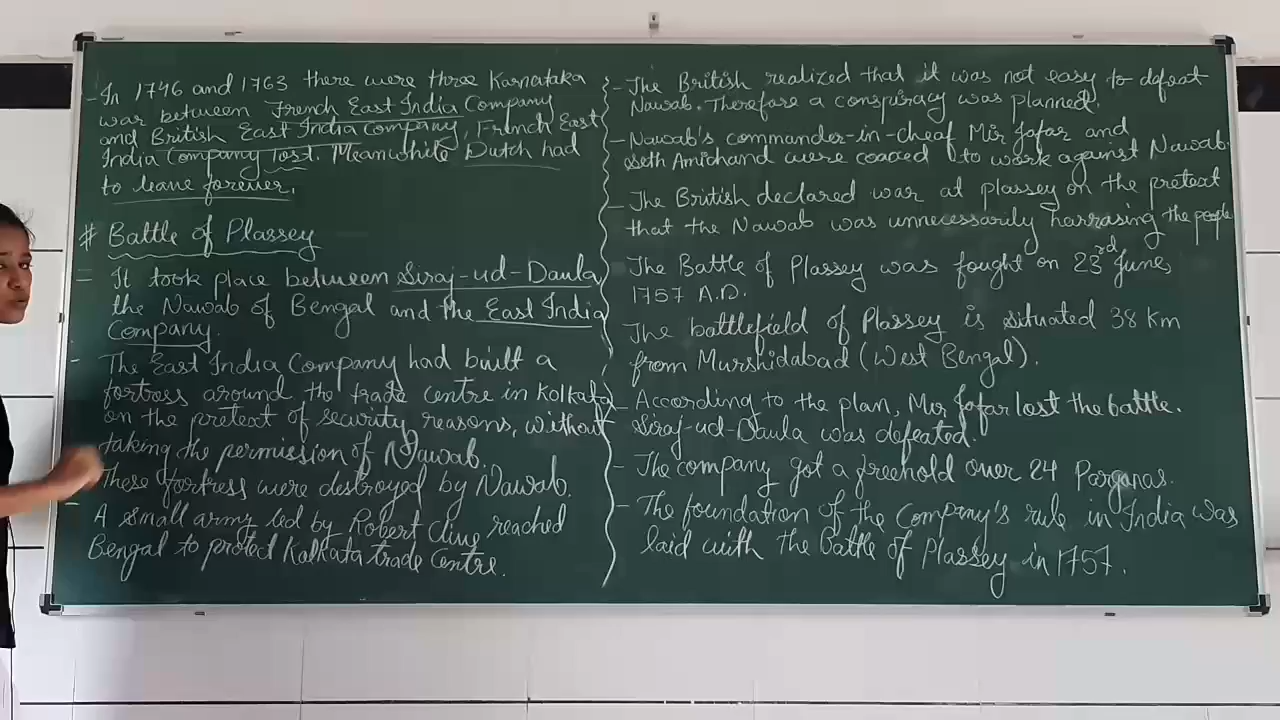 - In 1746 and 1763 there were three Karnataka
war between French East India Company
and British East India company, French East
India Company lost. Meanwhile Dutch had
to leave forever.
# Battle of Plassey
- It took place between Siraj-ud-Daula
the Nawab of Bengal and the East India
Company.
- The East India Company had built a
fortress around the trade centre in Kolkata
on the pretext of security reasons, without
taking the permission of Nawab.
- These fortress were destroyed by Nawab.
- A small army led by Robert Clive reached
Bengal to protect Kolkata trade Centre.
- The British realized that it was not easy to defeat
Nawab. Therefore a conspiracy was planned.
- Nawab's commander-in-cheaf Mir Jafar and
Seth Amichand were coaced to work against Nawab.
- The British declared war at plassey on the pretext
that the Nawab was unnecessarily harrasing the people
The Battle of Plassey was fought on 23rd June,
1757 A.D.
The battlefield of Plassey is situated 38 Km
from Murshidabad (West Bengal).
- According to the plan, Mir Jafar lost the battle.
Siraj-ud-Daula was defeated.
- The company got a freehold over 24 Parganas.
- The foundation of the Company's rule in India was
laid with the Battle of Plassey in 1757.